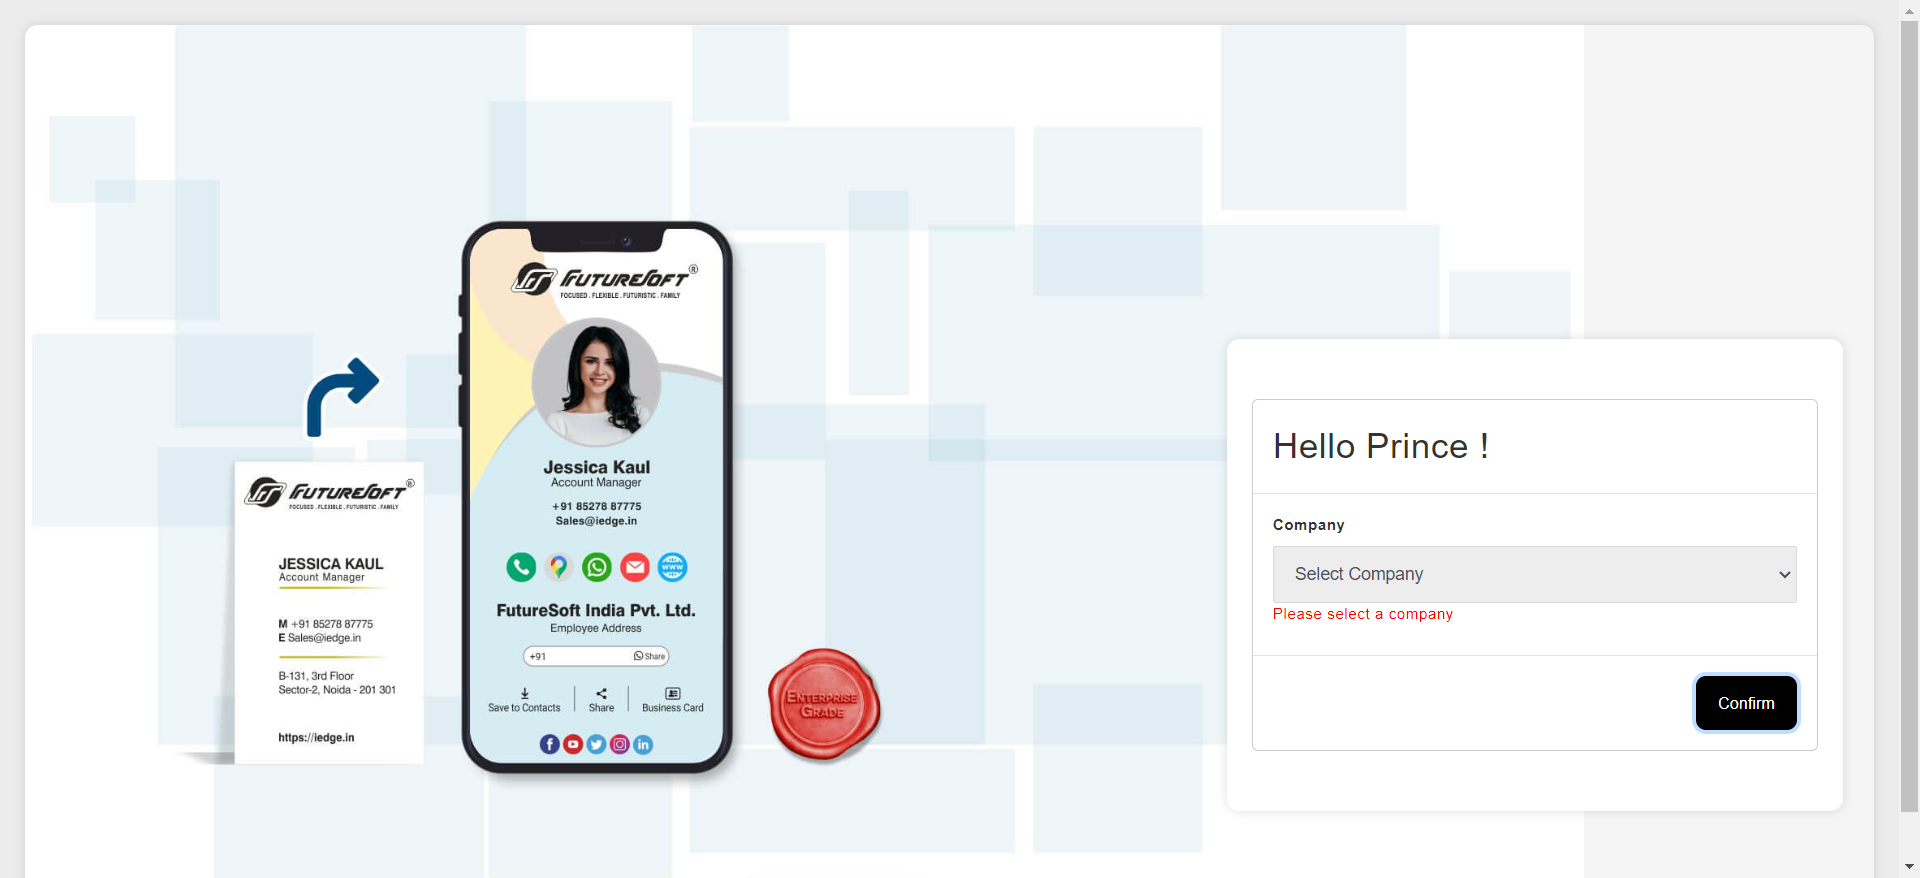 FUTURESOFT®
FOCUSED . FLEXIBLE . FUTURISTIC . FAMILY
JESSICA KAUL
Account Manager
M +91 85278 87775
E Sales@iedge.in
B-131, 3rd Floor
Sector-2, Noida - 201 301
https://iedge.in
FUTURESOFT®
FOCUSED . FLEXIBLE . FUTURISTIC . FAMILY
Jessica Kaul
Account Manager
+91 85278 87775
Sales@iedge.in
WWW
FutureSoft India Pvt. Ltd.
Employee Address
+91 Share
Save to Contacts Share Business Card
ENTERPRISE
GRADE
Hello Prince !
Company
Select Company
Please select a company
Confirm